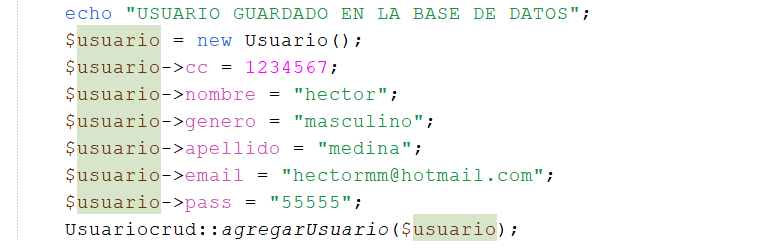 echo "USUARIO GUARDADO EN LA BASE DE DATOS";
$usuario = new Usuario();
$usuario->cc = 1234567;
$usuario->nombre = "hector";
$usuario->genero = "masculino";
$usuario->apellido = "medina";
$usuario->email = "hectormm@hotmail.com";
$usuario->pass = "55555";
Usuariocrud::agregarUsuario($usuario);